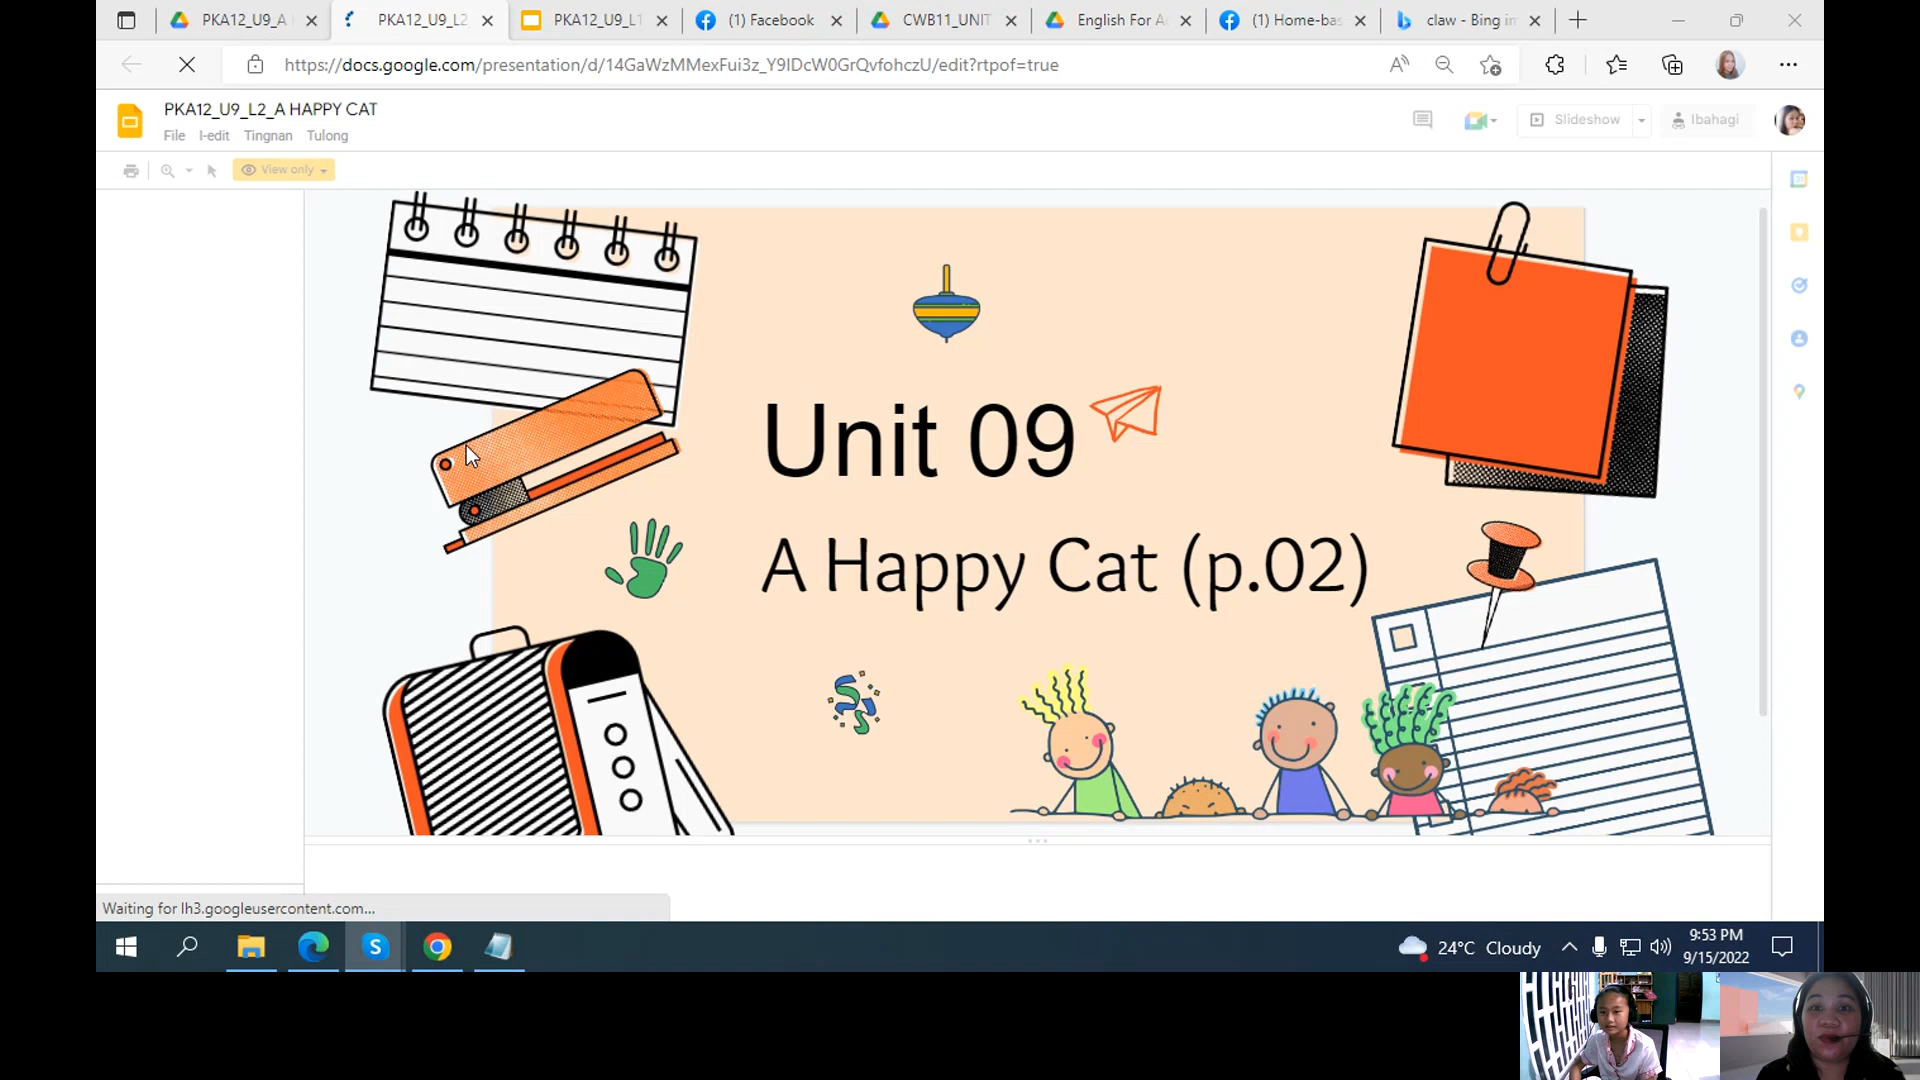 PKA12_U9_A
PKA12_U9_L2
PKA12_U9_L1
(1) Facebook
CWB11_UNIT
English For A
(1) Home-bas
claw - Bing im
https://docs.google.com/presentation/d/14GaWzMMexFui3z_Y9IDcW0GrQvfohczU/edit?rtpof=true
PKA12_U9_L2_A HAPPY CAT
File I-edit Tingnan Tulong
Slideshow
Ibahagi
View only
Unit 09
A Happy Cat (p.02)
Waiting for lh3.googleusercontent.com...
24°C Cloudy
9:53 PM
9/15/2022